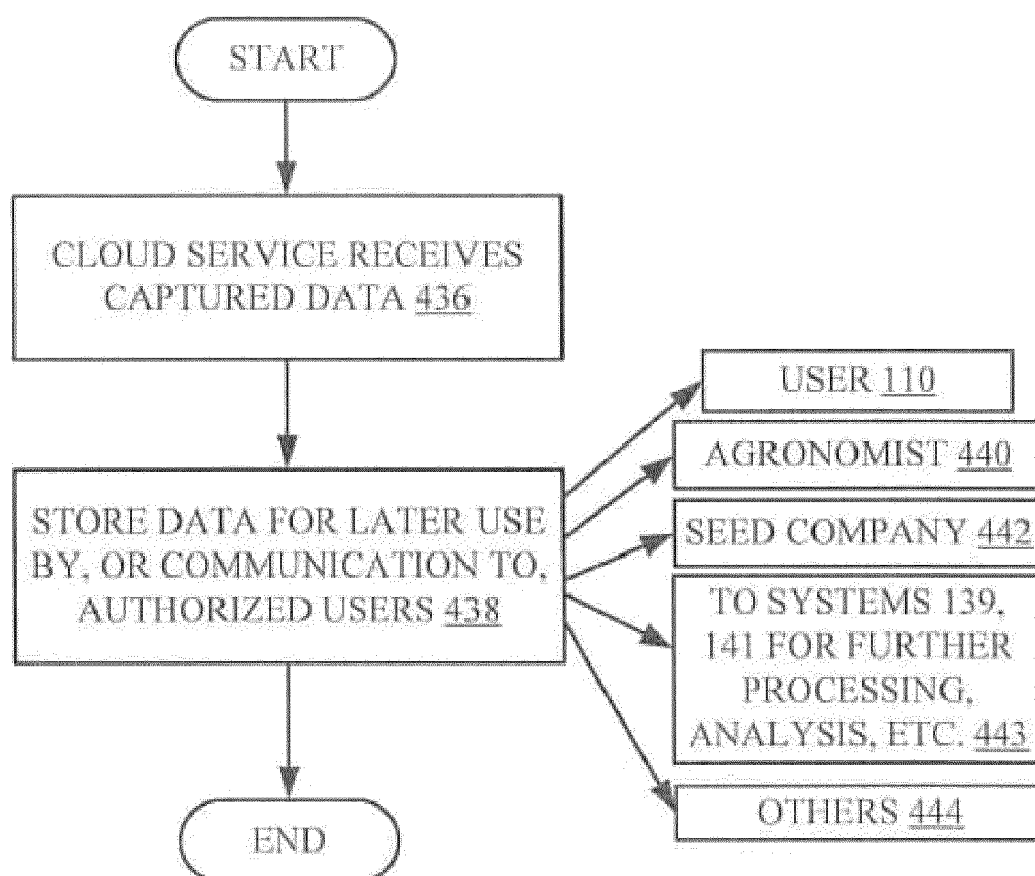 START
CLOUD SERVICE RECEIVES
CAPTURED DATA 436
STORE DATA FOR LATER USE
BY, OR COMMUNICATION TO,
AUTHORIZED USERS 438
USER 110
AGRONOMIST 440
SEED COMPANY 442
TO SYSTEMS 139,
141 FOR FURTHER
PROCESSING,
ANALYSIS, ETC. 443
OTHERS 444
END